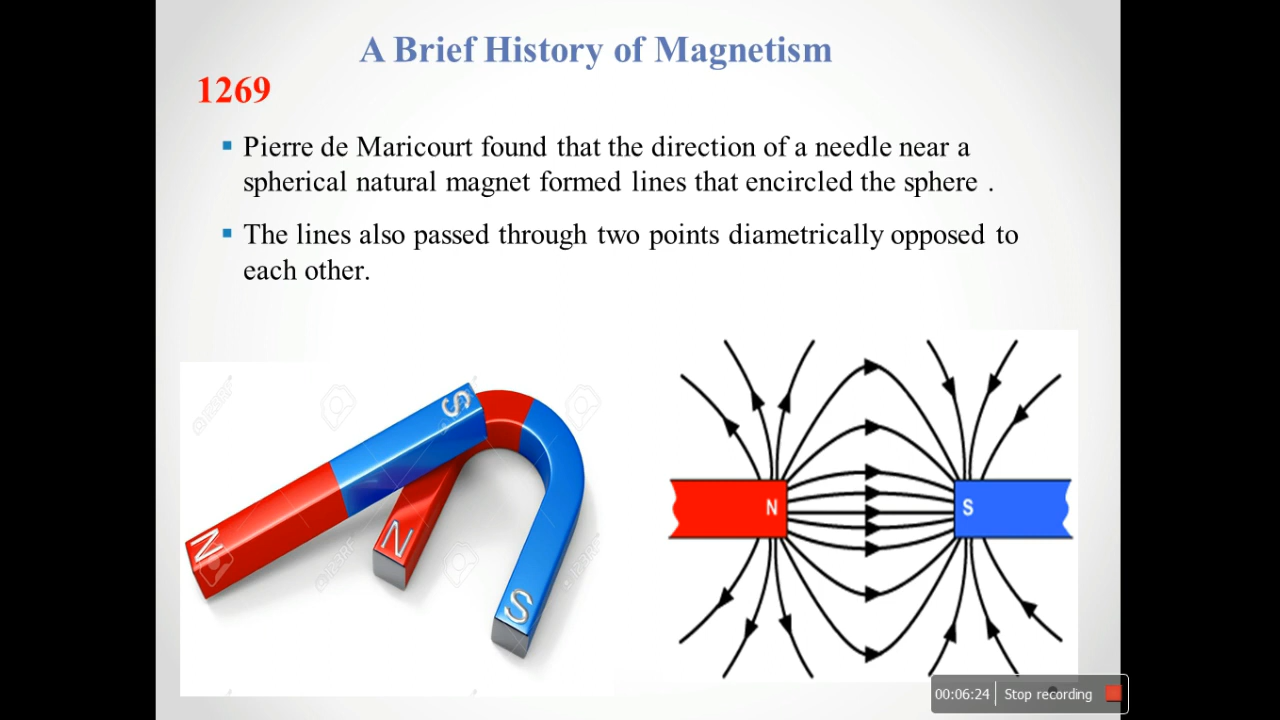 A Brief History of Magnetism
1269
▪ Pierre de Maricourt found that the direction of a needle near a
spherical natural magnet formed lines that encircled the sphere .
▪ The lines also passed through two points diametrically opposed to
each other.
S
N
N
S
N
S
00:06:24 Stop recording